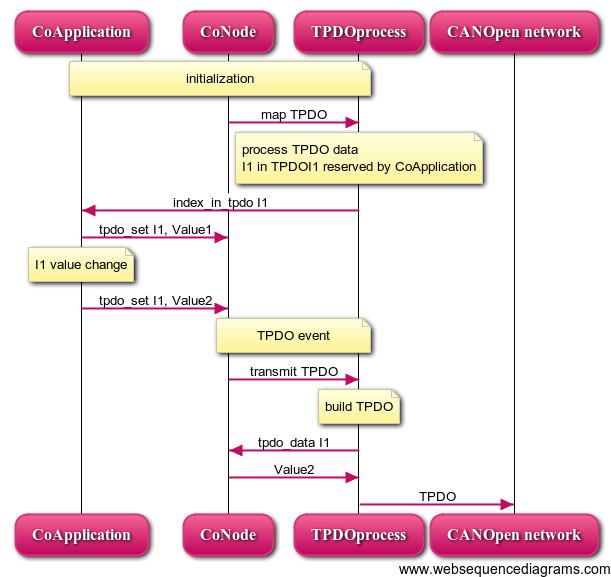 CoApplication
CoNode
TPDOprocess
CANOpen network
initialization
map TPDO
process TPDO data
I1 in TPDOI1 reserved by CoApplication
index_in_tpdo I1
tpdo_set I1, Value1
I1 value change
tpdo_set I1, Value2
TPDO event
transmit TPDO
build TPDO
tpdo_data I1
Value2
TPDO
CoApplication
CoNode
TPDOprocess
CANOpen network
www.websequencediagrams.com